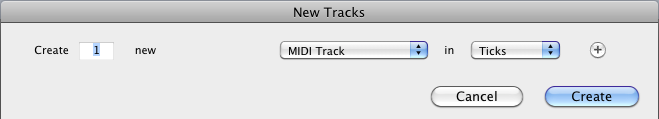 New Tracks
Create 1 new MIDI Track in Ticks +
Cancel Create